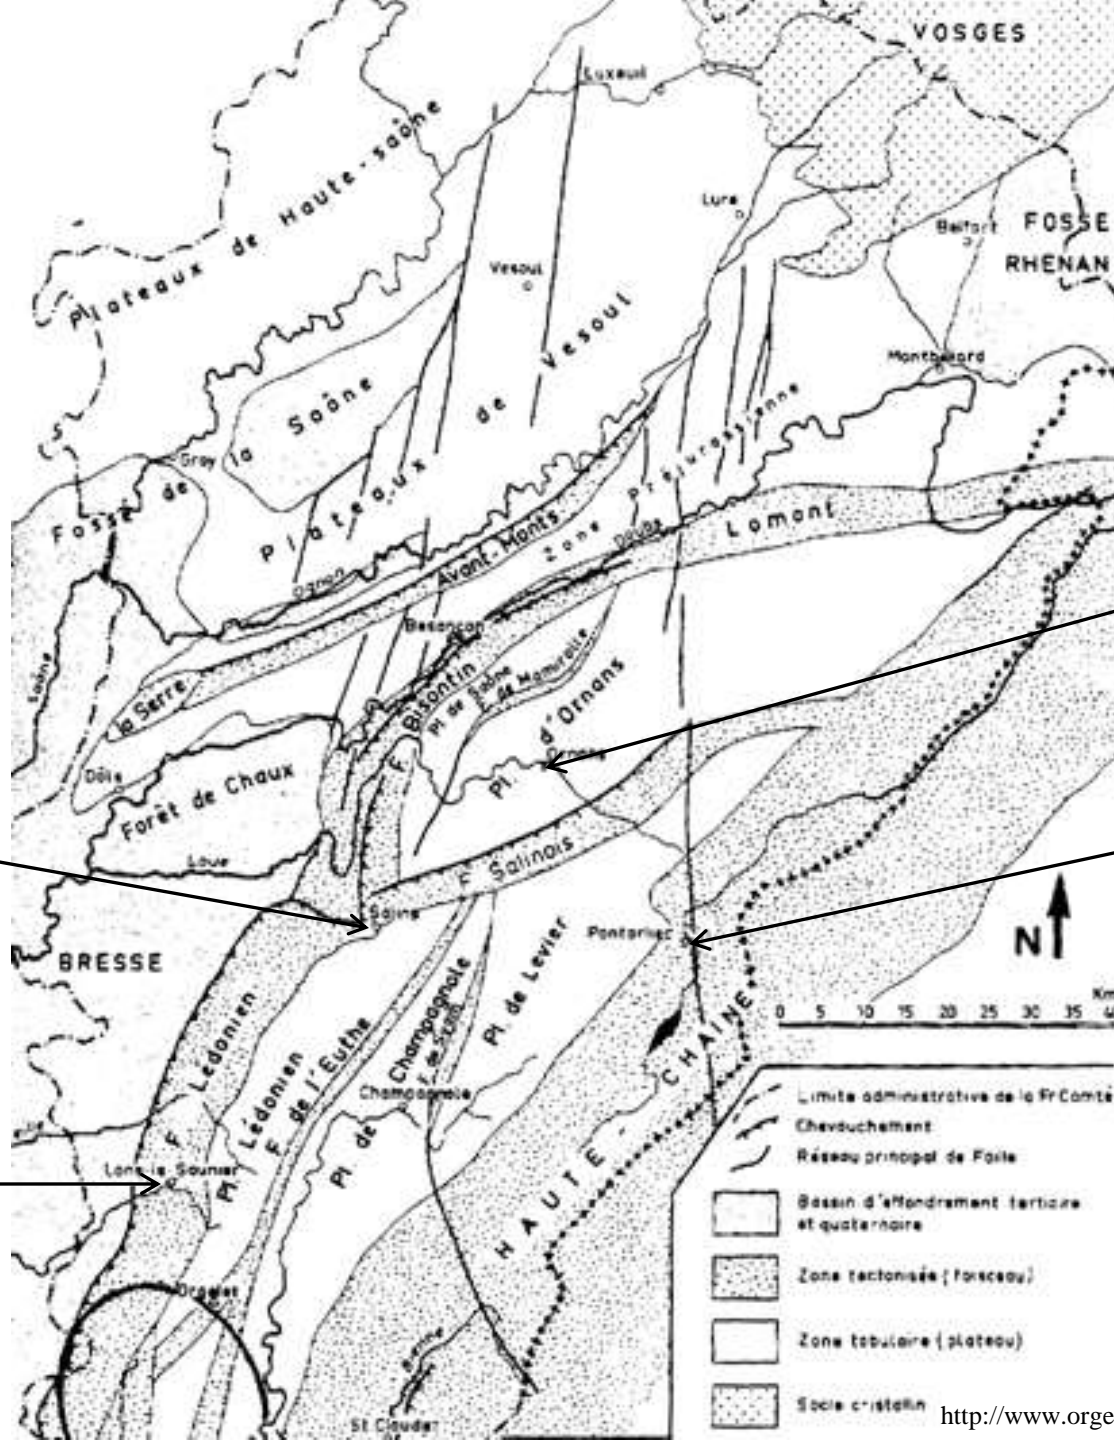 VOSGES
Luxeuil
Plateaux de Haute-saône
Lure
Belfort
FOSSE
RHENAN
Vesoul
Montbéliard
Plateaux de Vesoul
Fossé de la Saône
Gray
Zone Préjurassienne
Lomont
Doubs
Avant-Monts
Ognon
Besançon
Saône
la Serre
Bisontin
Pl de Saône
F. de Mamirolle
Pl d'Ornans
Ornans
Dôle
Forêt de Chaux
F
Loue
F Salinois
Salins
Pontarlier
BRESSE
N
Km
0 5 10 15 20 25 30 35 40
F Lédonien
Pl Lédonien
F de l'Euthe
Pl de Champagnole
Pl de Levier
Champagnole
HAUTE CHAINE
Lons le Saunier
Orgelet
Bienne
St Claude
Limite administrative de la Fr Comté
Chevauchement
Réseau principal de Faille
Bassin d'effondrement tertiaire
et quaternaire
Zone tectonisée (faisceau)
Zone tabulaire (plateau)
Socle cristallin
http://www.orge